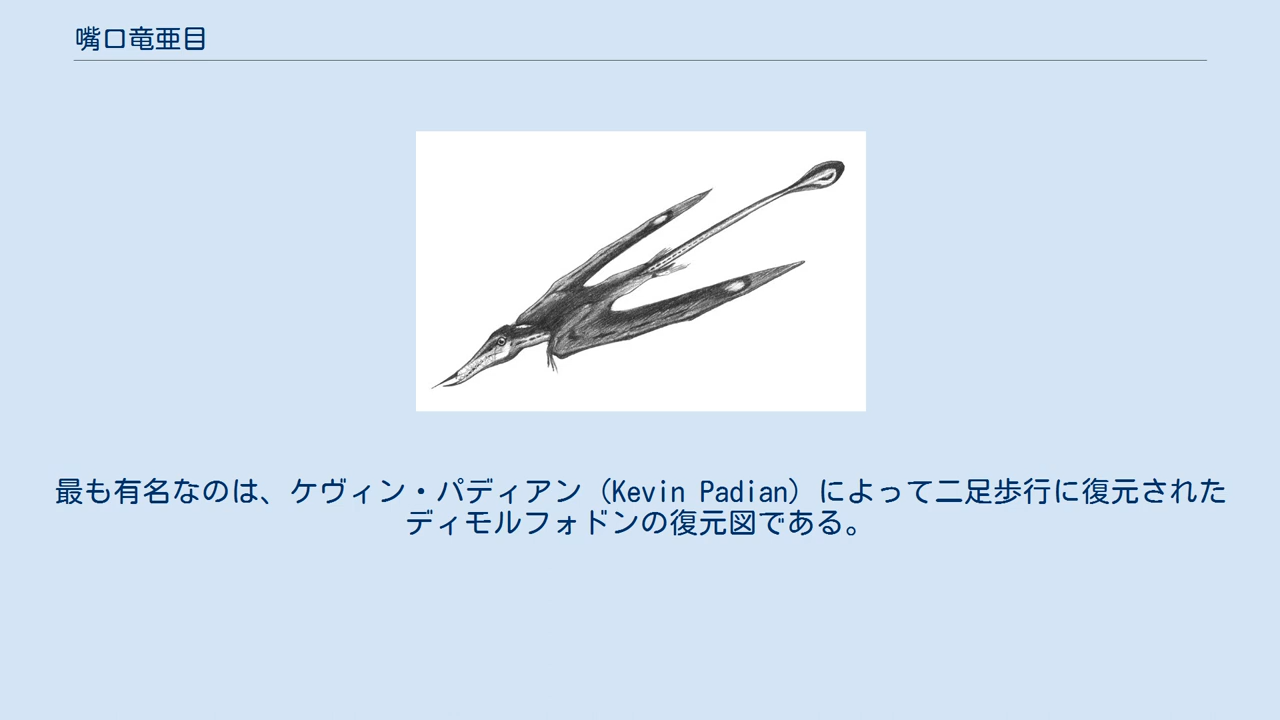 嘴口竜亜目
最も有名なのは、ケヴィン・パディアン（Kevin Padian）によって二足歩行に復元された
ディモルフォドンの復元図である。